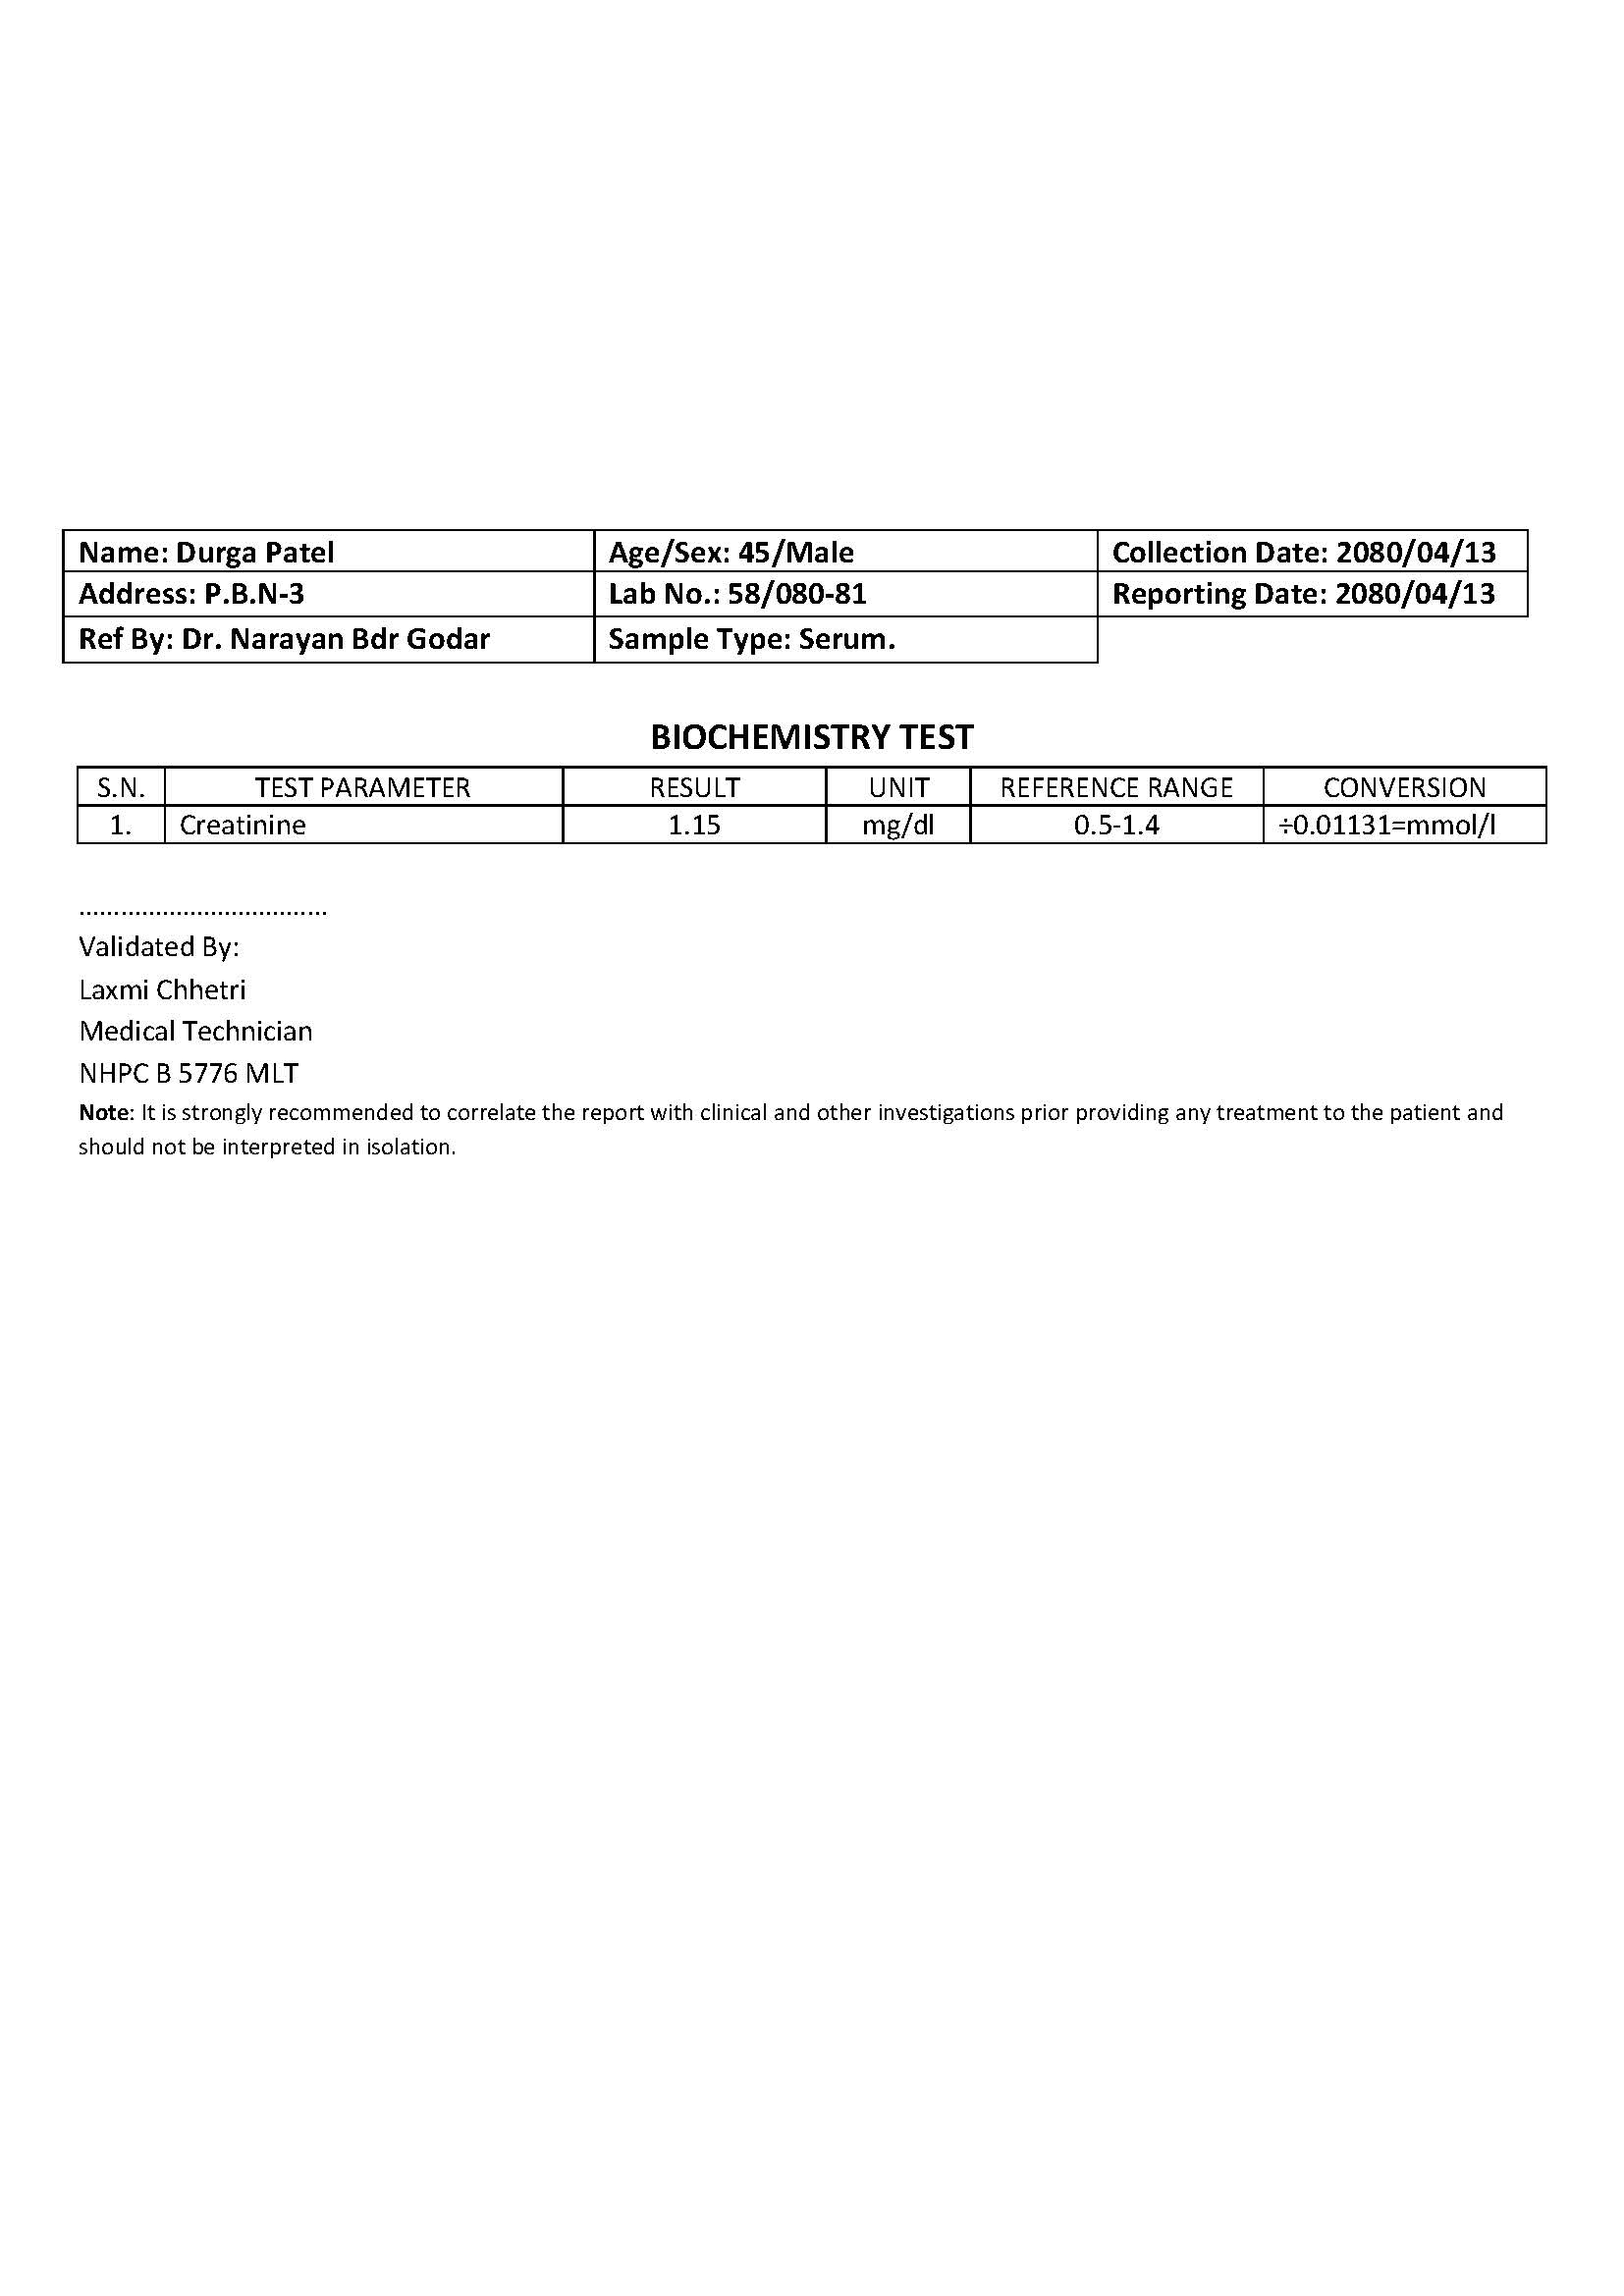 Name: Durga Patel Age/Sex: 45/Male Collection Date: 2080/04/13
Address: P.B.N-3 Lab No.: 58/080-81 Reporting Date: 2080/04/13
Ref By: Dr. Narayan Bdr Godar Sample Type: Serum.
BIOCHEMISTRY TEST
S.N. TEST PARAMETER RESULT UNIT REFERENCE RANGE CONVERSION
1. Creatinine 1.15 mg/dl 0.5-1.4 ÷0.01131=mmol/l
....................................
Validated By:
Laxmi Chhetri
Medical Technician
NHPC B 5776 MLT
Note: It is strongly recommended to correlate the report with clinical and other investigations prior providing any treatment to the patient and
should not be interpreted in isolation.